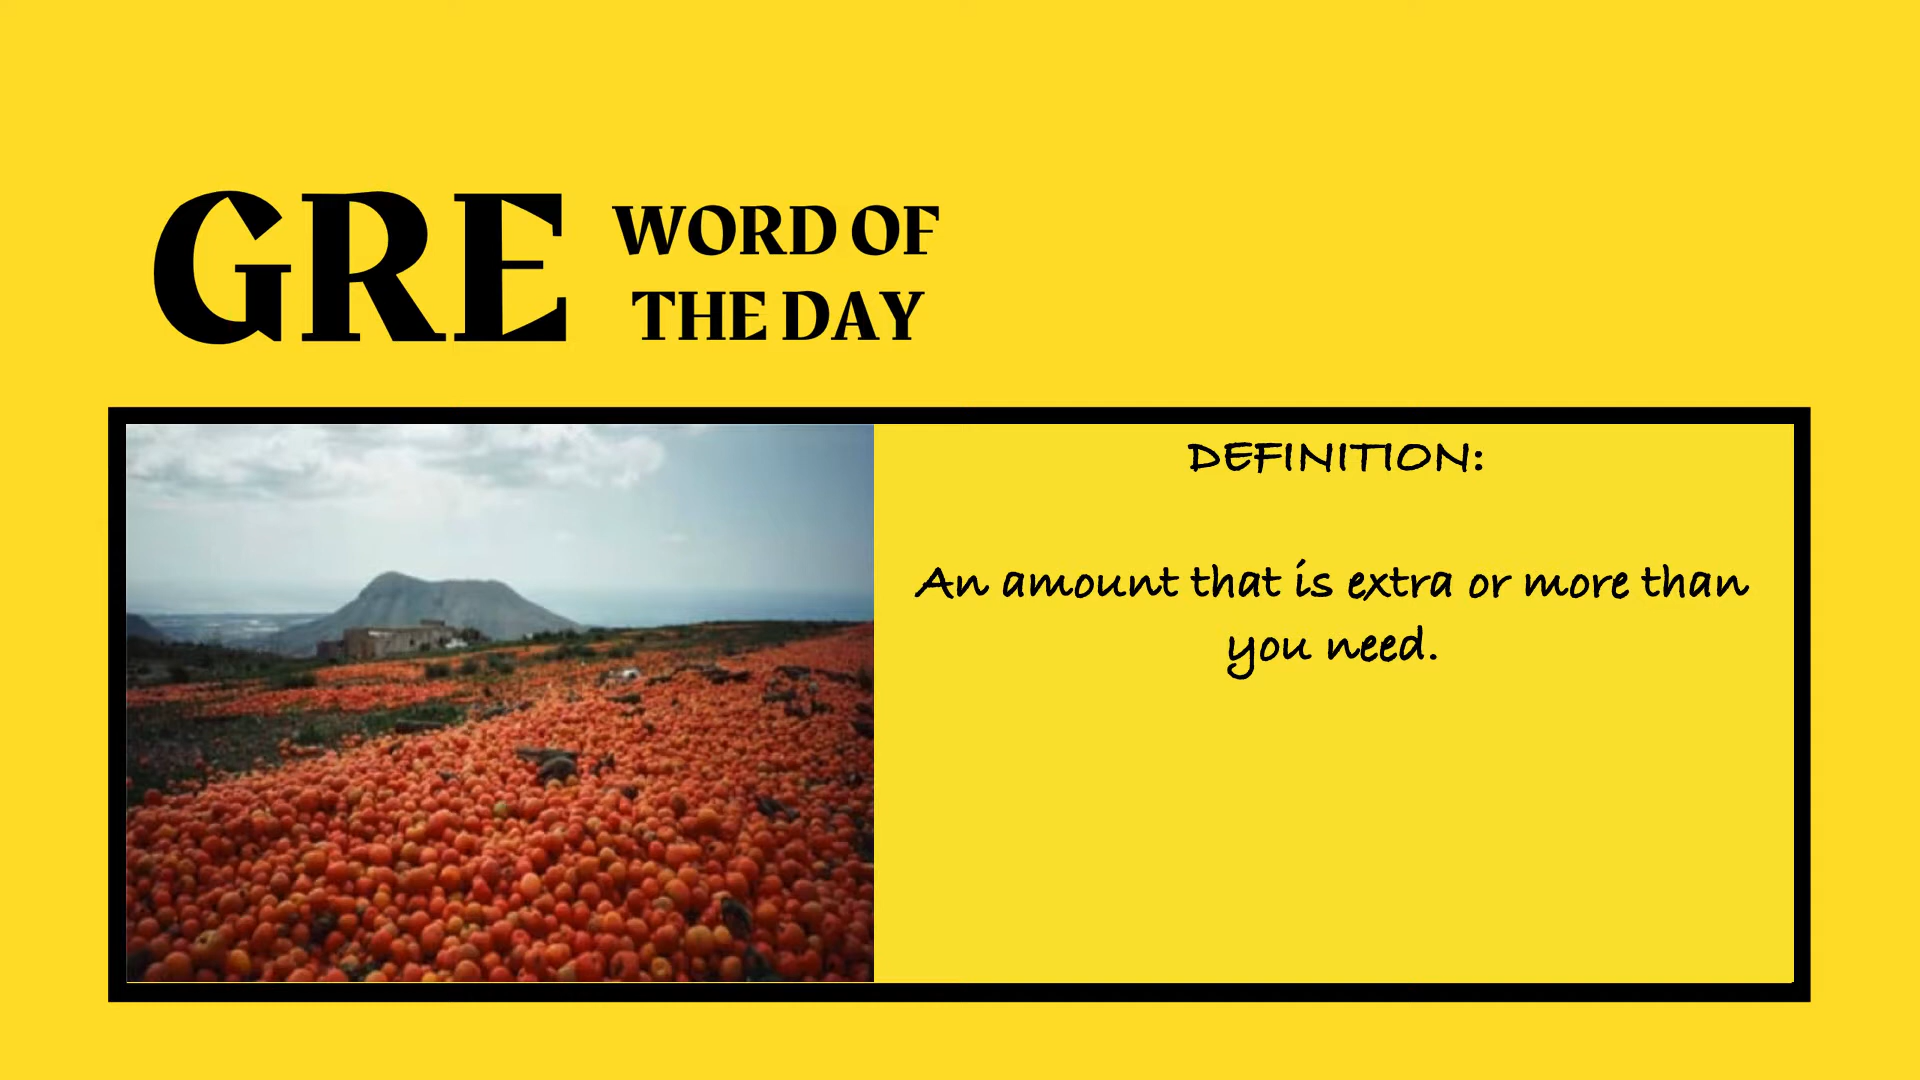 GRE
WORD OF
THE DAY
DEFINITION:
An amount that is extra or more than
you need.